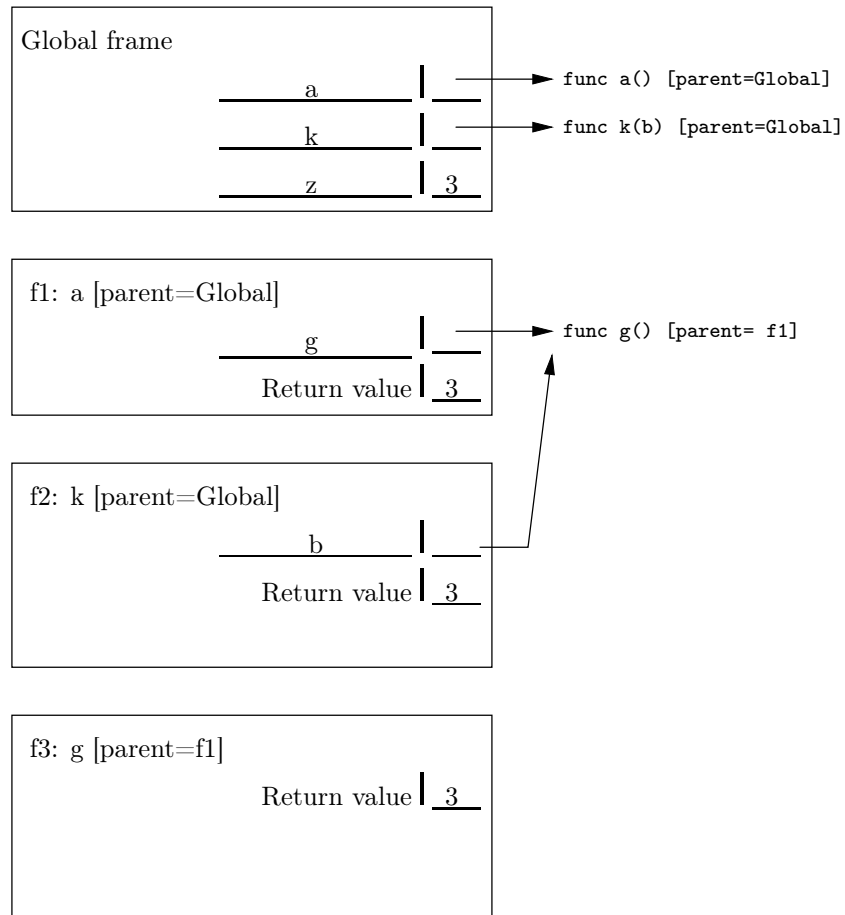 Global frame
a
func a() [parent=Global]
k
func k(b) [parent=Global]
z 3
f1: a [parent=Global]
g
func g() [parent= f1]
Return value 3
f2: k [parent=Global]
b
Return value 3
f3: g [parent=f1]
Return value 3